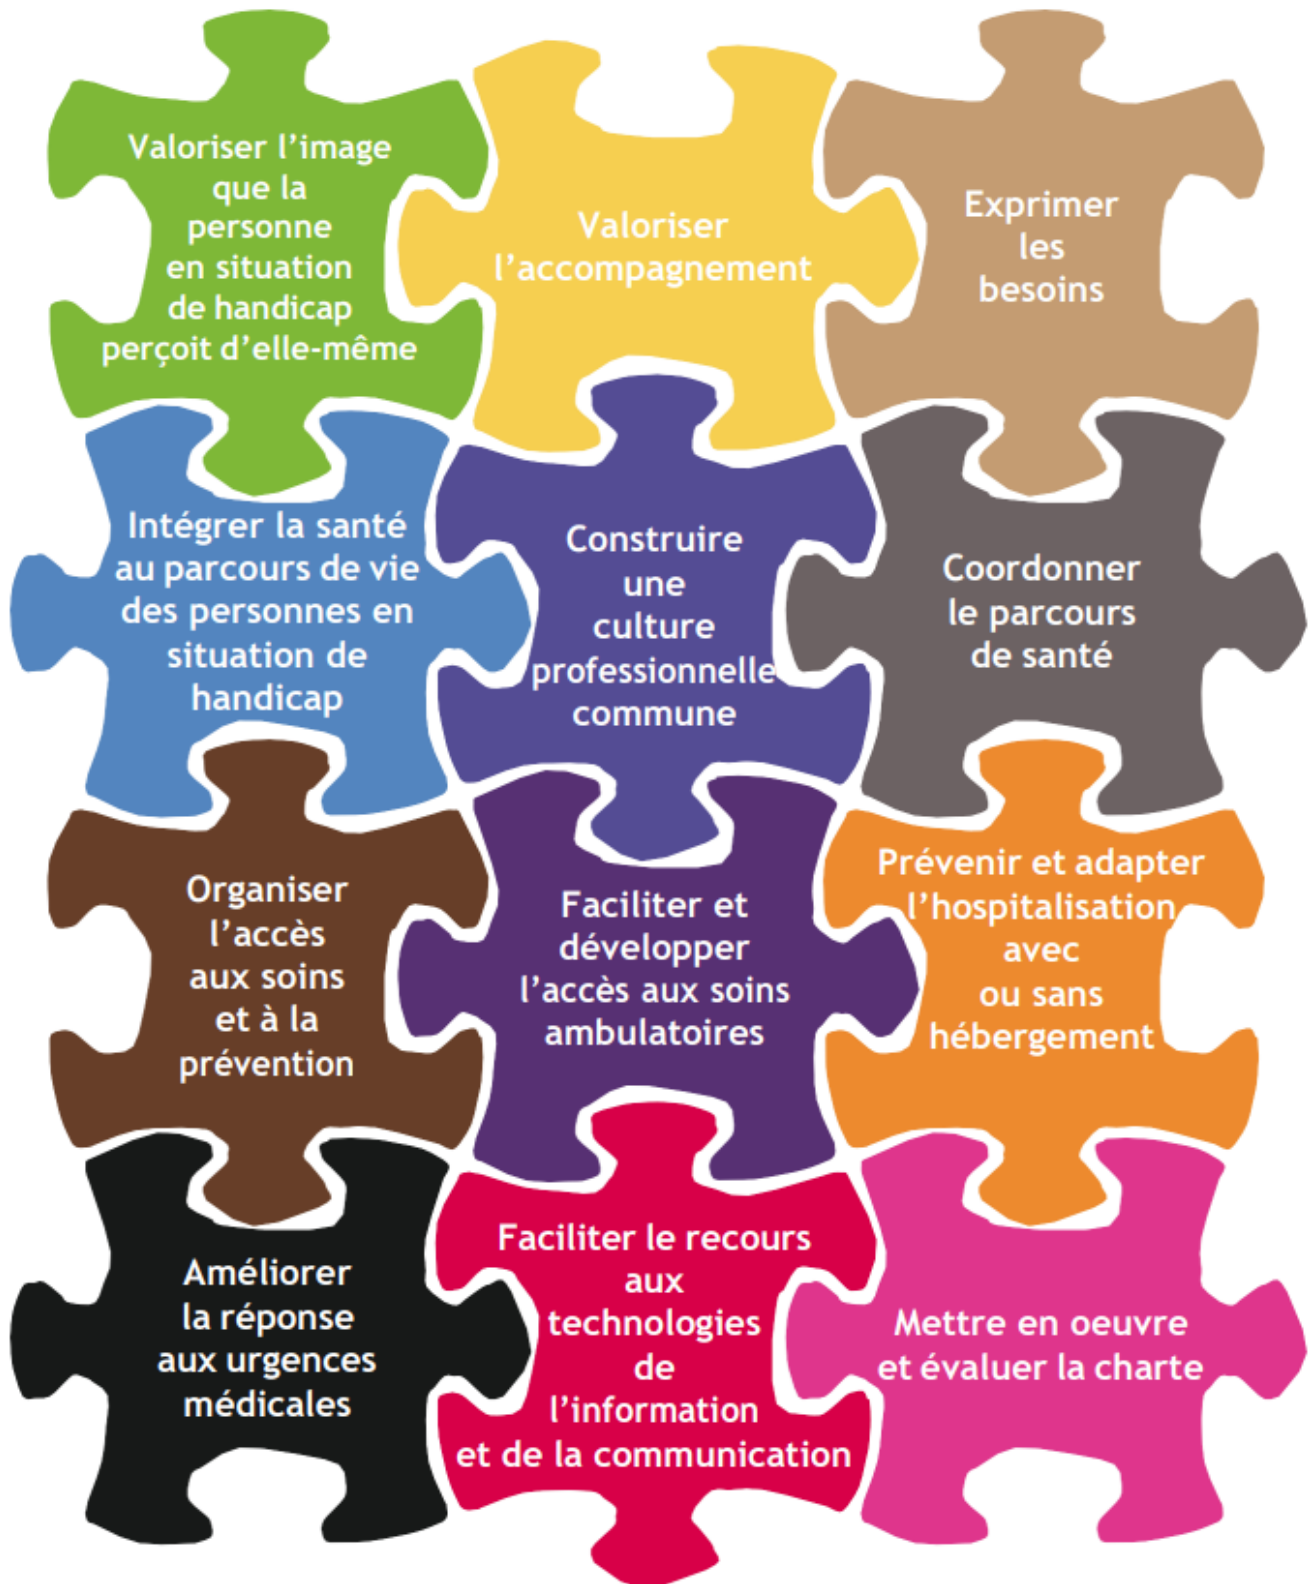 Valoriser l'image
que la
personne
en situation
de handicap
perçoit d'elle-même
Valoriser
l'accompagnement
Exprimer
les
besoins
Intégrer la santé
au parcours de vie
des personnes en
situation de
handicap
Construire
une
culture
professionnelle
commune
Coordonner
le parcours
de santé
Organiser
l'accès
aux soins
et à la
prévention
Faciliter et
développer
l'accès aux soins
ambulatoires
Prévenir et adapter
l'hospitalisation
avec
ou sans
hébergement
Améliorer
la réponse
aux urgences
médicales
Faciliter le recours
aux
technologies
de
l'information
et de la communication
Mettre en oeuvre
et évaluer la charte